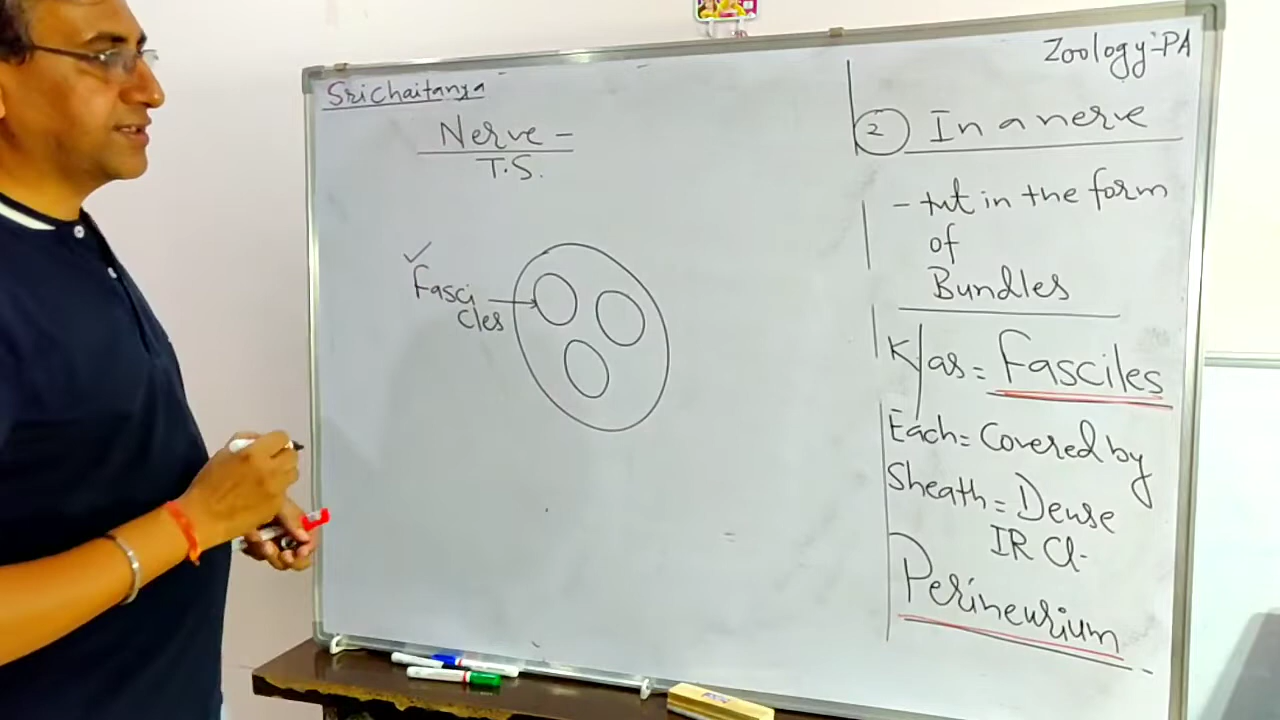 Srichaitanya
Nerve -
T.S.
✓
Fasci
cles
Zoology-PA
② In a nerve
- in the form
of
Bundles
K/as = Fasciles
Each = Covered by
Sheath = Dense
IR Ct.
Perineurium